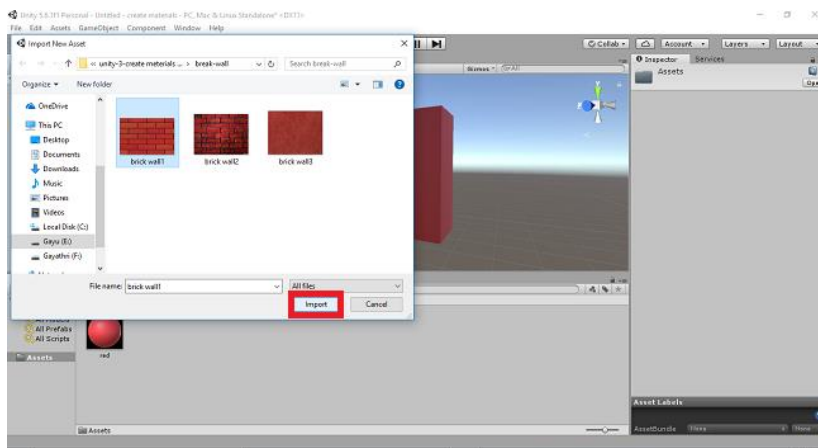 Unity 5.6.1f1 Personal - Untitled - create materials - PC, Mac & Linux Standalone* <DX11>
File Edit Assets GameObject Component Window Help
Import New Asset
Collab
Account
Layers
Layout
« unity-3-create materials ... > break-wall
Search break-wall
Gizmos
Inspector
Services
Assets
Organize
New folder
OneDrive
This PC
Desktop
Documents
Downloads
Music
Pictures
Videos
Local Disk (C:)
Gayu (E:)
Gayathri (F:)
brick wall1
brick wall2
brick wall3
File name:
brick wall1
All files
Import
Cancel
All Prefabs
All Scripts
Assets
red
Assets
Asset Labels
AssetBundle
None
None